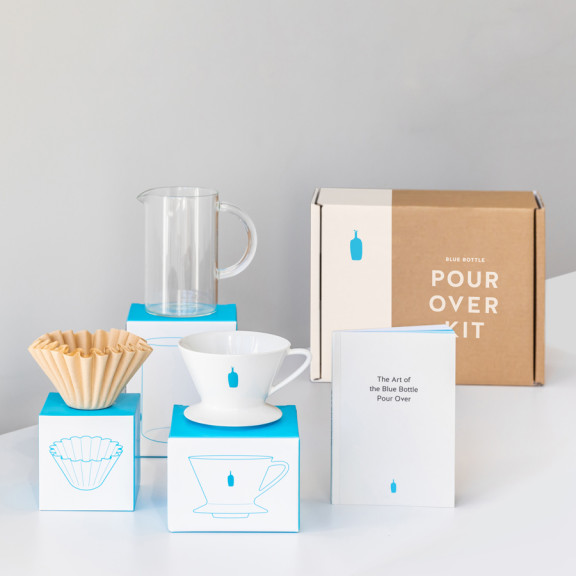 BLUE BOTTLE
POUR
OVER
KIT
The Art of
the Blue Bottle
Pour Over